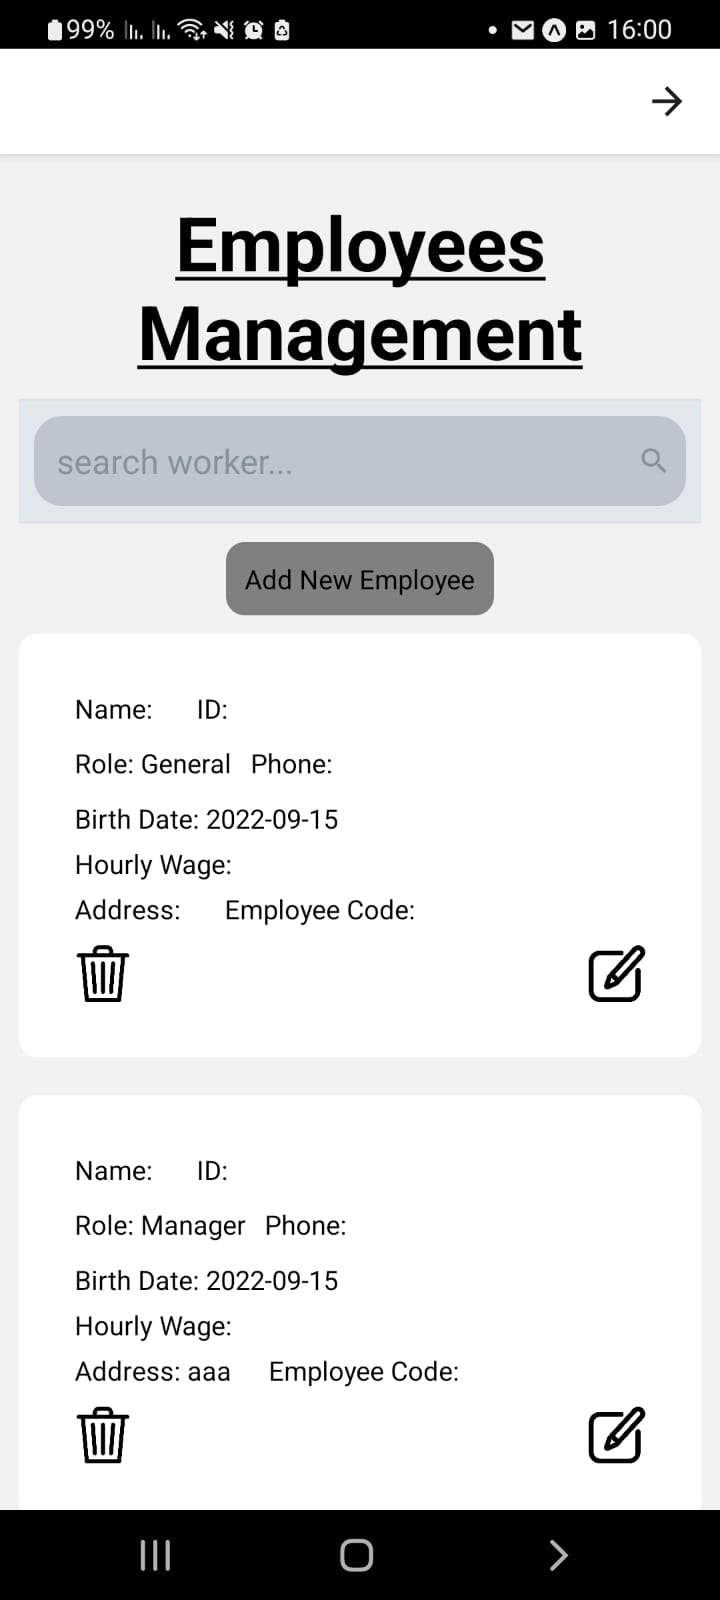 99% 16:00
Employees
Management
search worker...
Add New Employee
Name: ID:
Role: General Phone:
Birth Date: 2022-09-15
Hourly Wage:
Address: Employee Code:
Name: ID:
Role: Manager Phone:
Birth Date: 2022-09-15
Hourly Wage:
Address: aaa Employee Code: